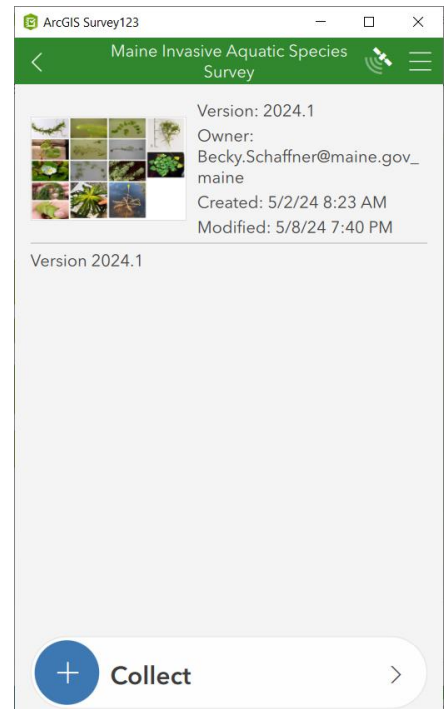 ArcGIS Survey123
Maine Invasive Aquatic Species
Survey
Version: 2024.1
Owner:
Becky.Schaffner@maine.gov_
maine
Created: 5/2/24 8:23 AM
Modified: 5/8/24 7:40 PM
Version 2024.1
Collect